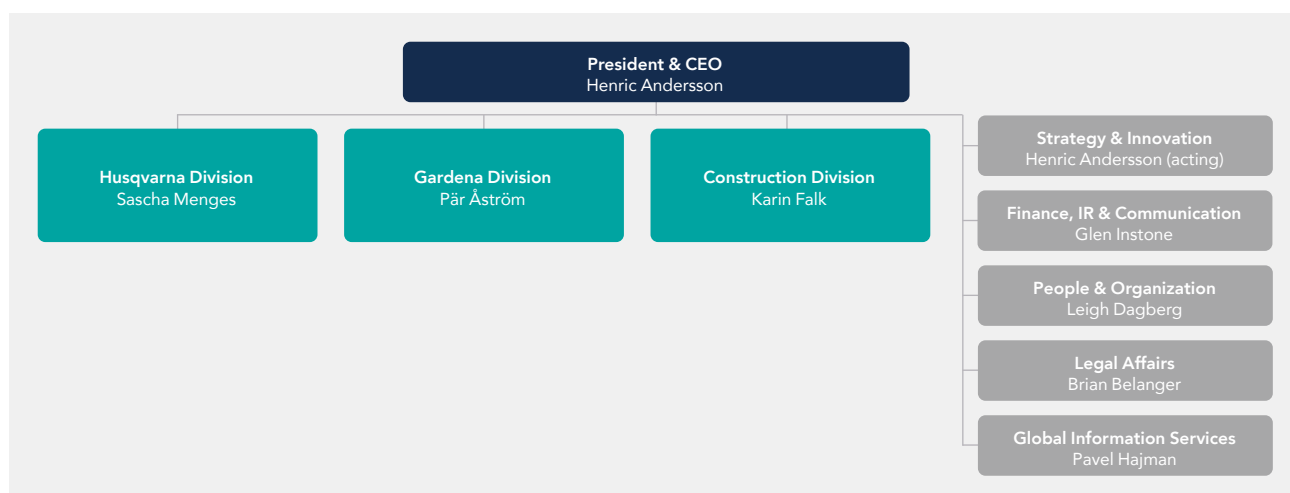 President & CEO
Henric Andersson
Husqvarna Division
Sascha Menges
Gardena Division
Pär Åström
Construction Division
Karin Falk
Strategy & Innovation
Henric Andersson (acting)
Finance, IR & Communication
Glen Instone
People & Organization
Leigh Dagberg
Legal Affairs
Brian Belanger
Global Information Services
Pavel Hajman